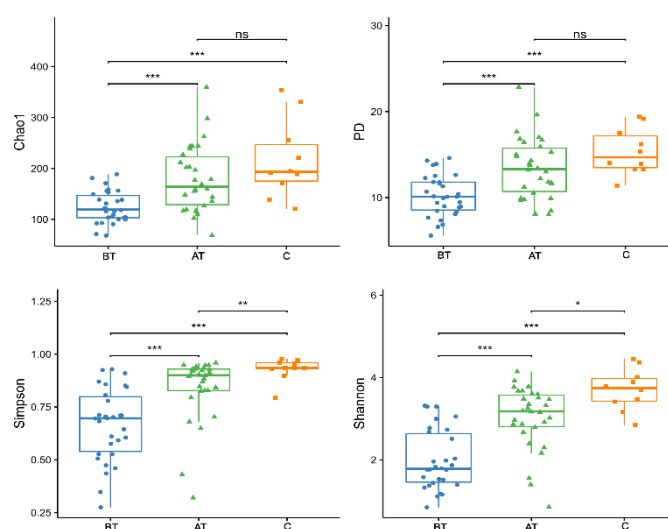 ns
***
***
400
300
200
100
Chao1
BT
AT
C
ns
***
***
30
20
10
PD
BT
AT
C
**
***
***
1.25
1.00
0.75
0.50
0.25
Simpson
BT
AT
C
*
***
***
6
4
2
Shannon
BT
AT
C